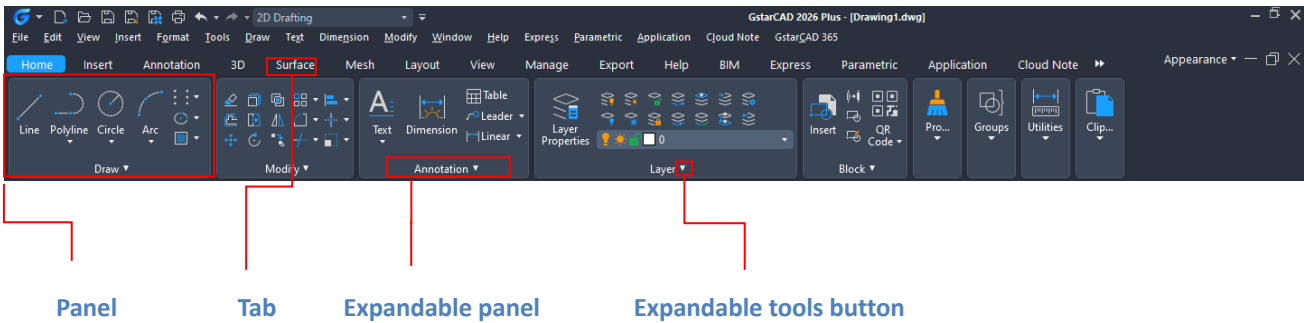 2D Drafting GstarCAD 2026 Plus - [Drawing1.dwg]
File Edit View Insert Format Tools Draw Text Dimension Modify Window Help Express Parametric Application Cloud Note GstarCAD 365
Home Insert Annotation 3D Surface Mesh Layout View Manage Export Help BIM Express Parametric Application Cloud Note Appearance
Line Polyline Circle Arc
Draw
Modify
Text Dimension
Table
Leader
Linear
Annotation
Layer
Properties
0
Layer
Insert
QR
Code
Block
Pro...
Groups
Utilities
Clip...
Panel Tab Expandable panel Expandable tools button